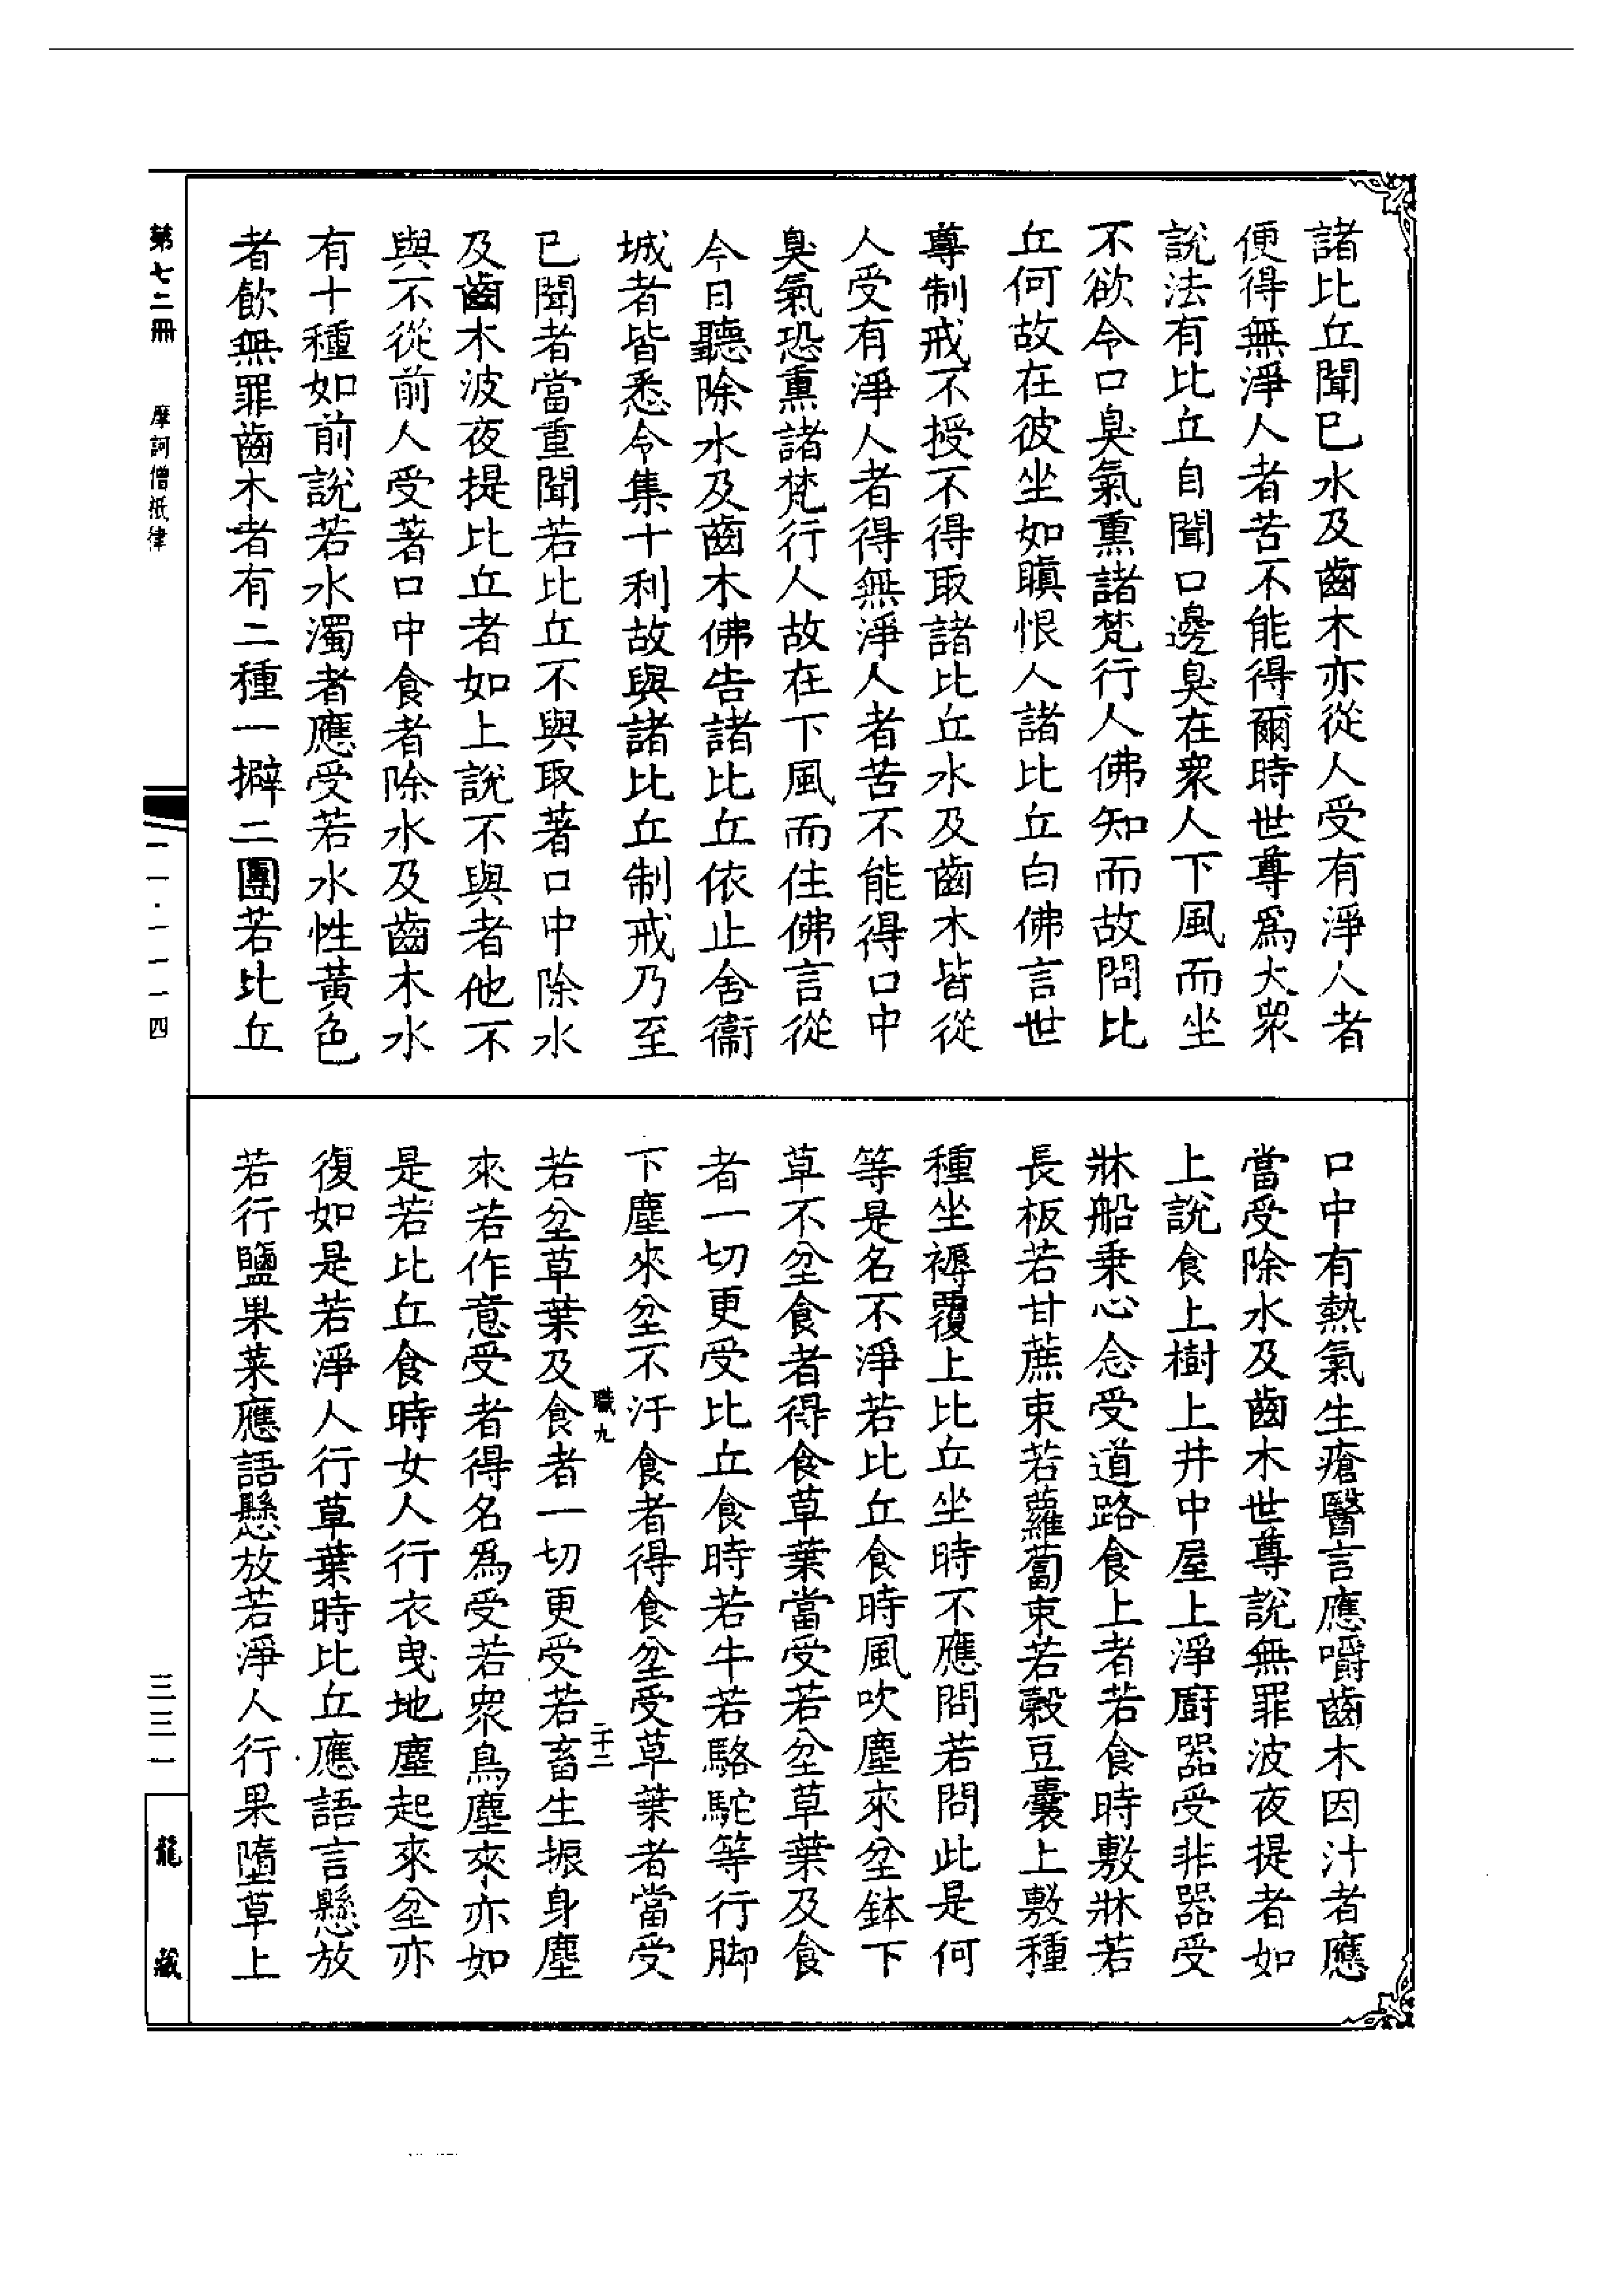 諸比丘聞已水及齒木亦從人受有淨人者
便得無淨人者苦不能得爾時世尊爲大眾
說法有比丘自聞口邊臭在衆人下風而坐
不欲令口臭氣熏諸梵行人佛知而故問比
丘何故在彼坐如瞋恨人諸比丘白佛言世
尊制戒不授不得取諸比丘水及齒木皆從
人受有淨人者得無淨人者苦不能得口中
臭氣恐熏諸梵行人故在下風而住佛言從
今日聽除水及齒木佛告諸比丘依止舍衞
城者皆悉令集十利故與諸比丘制戒乃至
已聞者當重聞若比丘不與取著口中除水
及齒木波夜提比丘者如上說不與者他不
與不從前人受著口中食者除水及齒木水
有十種如前說若水濁者應受若水性黃色
者飲無罪齒木者有二種一擗二團若比丘
口中有熱氣生瘡醫言應嚼齒木因汁者應
當受除水及齒木世尊說無罪波夜提者如
上說食上樹上井中屋上淨廚器受非器受
牀船乗心念受道路食上者若食時敷牀若
長板若甘蔗束若蘿蔔束若穀豆囊上敷種
種坐褥覆上比丘坐時不應問若問此是何
等是名不淨若比丘食時風吹塵來坌鉢下
草不坌食者得食草葉當受若坌草葉及食
者一切更受比丘食時若牛若駱駝等行脚
下塵來坌不汙食者得食坌受草葉者當受
職九
二十二
若坌草葉及食者一切更受若畜生振身塵
來若作意受者得名爲受若衆鳥塵來亦如
是若比丘食時女人行衣曳地塵起來坌亦
復如是若淨人行草葉時比丘應語言懸放
若行鹽果菜應語懸放若淨人行果墮草上
第七二冊
摩訶僧祇律
二一·一一一四
三三一
龍藏